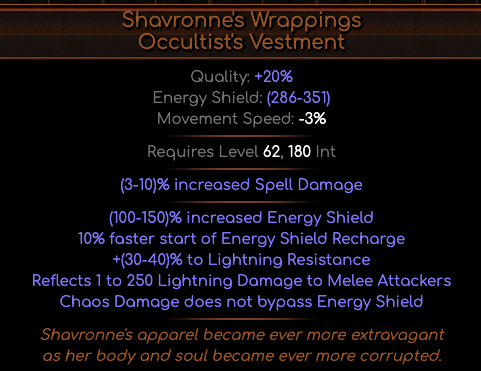 Shavronne's Wrappings
Occultist's Vestment
Quality: +20%
Energy Shield: (286-351)
Movement Speed: -3%
Requires Level 62, 180 Int
(3-10)% increased Spell Damage
(100-150)% increased Energy Shield
10% faster start of Energy Shield Recharge
+(30-40)% to Lightning Resistance
Reflects 1 to 250 Lightning Damage to Melee Attackers
Chaos Damage does not bypass Energy Shield
Shavronne's apparel became ever more extravagant
as her body and soul became ever more corrupted.